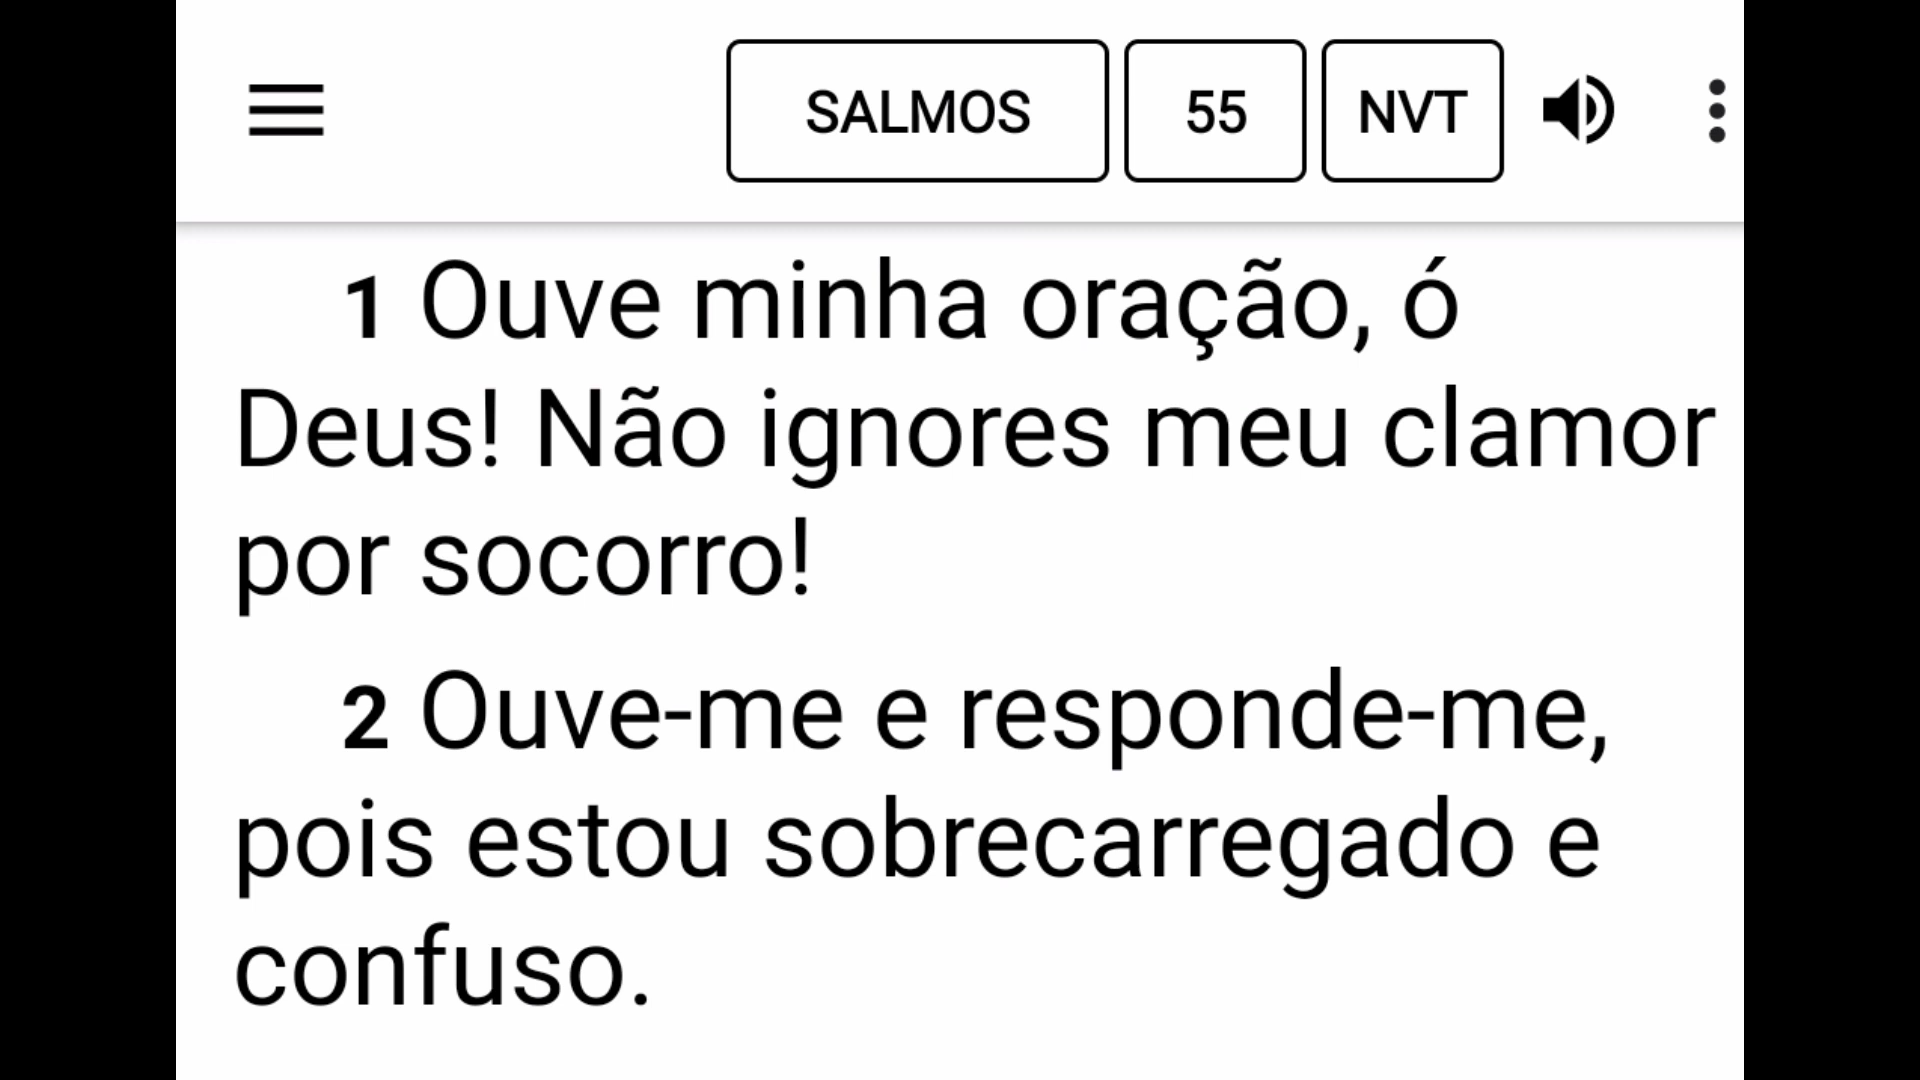 SALMOS 55 NVT
1 Ouve minha oração, ó
Deus! Não ignores meu clamor
por socorro!
2 Ouve-me e responde-me,
pois estou sobrecarregado e
confuso.